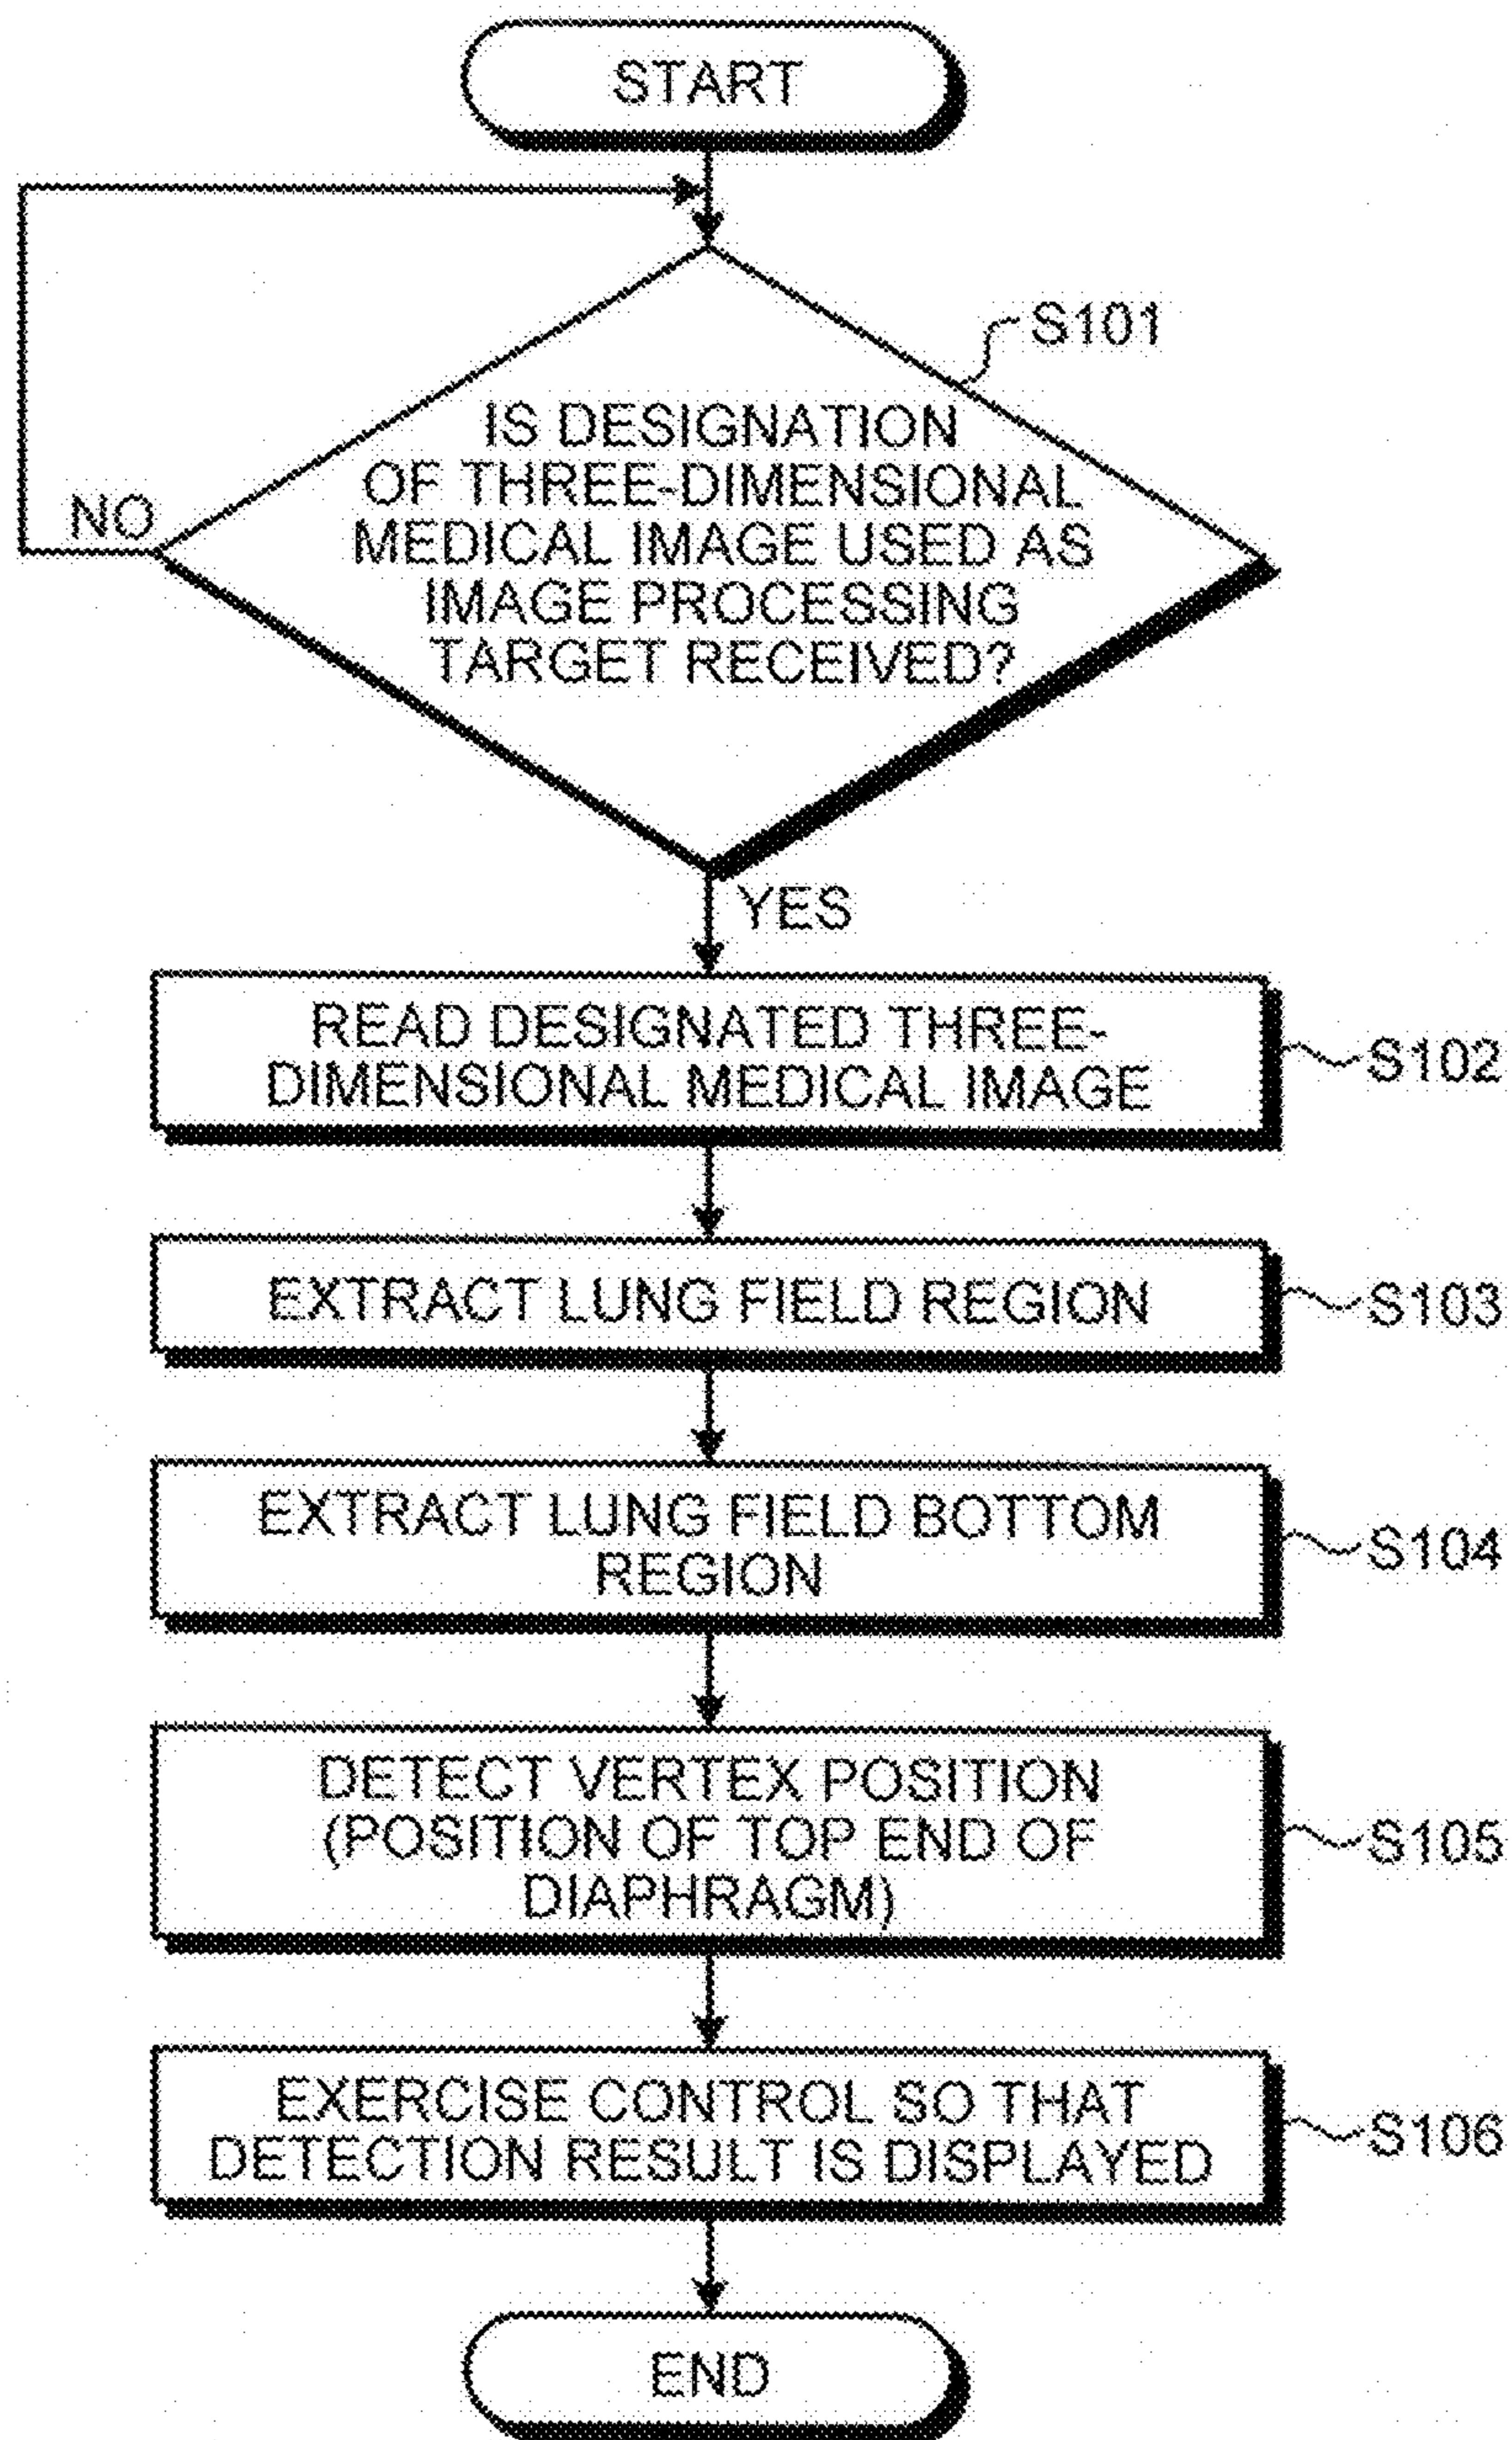 START
S101
IS DESIGNATION
OF THREE-DIMENSIONAL
MEDICAL IMAGE USED AS
IMAGE PROCESSING
TARGET RECEIVED?
NO
YES
READ DESIGNATED THREE-
DIMENSIONAL MEDICAL IMAGE
S102
EXTRACT LUNG FIELD REGION
S103
EXTRACT LUNG FIELD BOTTOM
REGION
S104
DETECT VERTEX POSITION
(POSITION OF TOP END OF
DIAPHRAGM)
S105
EXERCISE CONTROL SO THAT
DETECTION RESULT IS DISPLAYED
S106
END